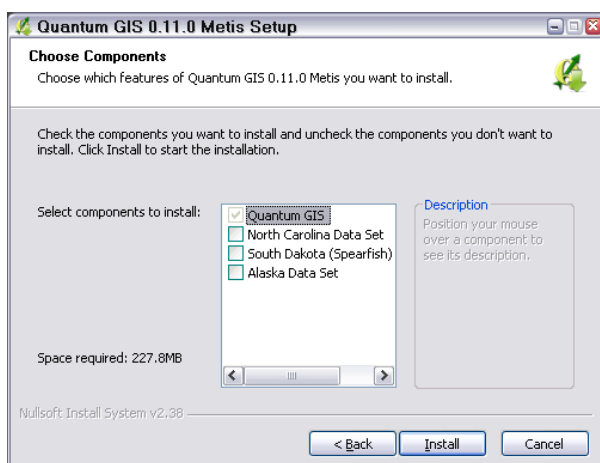 Quantum GIS 0.11.0 Metis Setup
Choose Components
Choose which features of Quantum GIS 0.11.0 Metis you want to install.
Check the components you want to install and uncheck the components you don't want to
install. Click Install to start the installation.
Select components to install:
Quantum GIS
North Carolina Data Set
South Dakota (Spearfish)
Alaska Data Set
Description
Position your mouse
over a component to
see its description.
Space required: 227.8MB
Nullsoft Install System v2.38
< Back
Install
Cancel